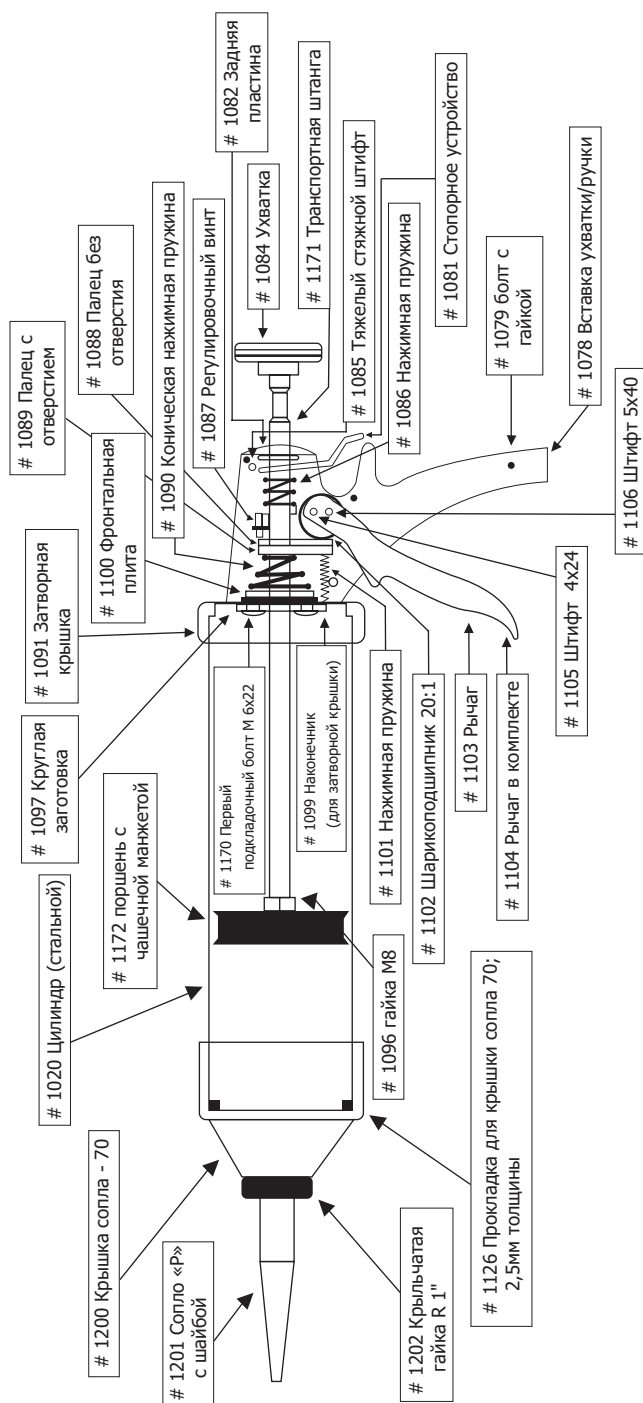 # 1201 Сопло «Р»
с шайбой
# 1200 Крышка сопла - 70
# 1020 Цилиндр (стальной)
# 1172 поршень с
чашечной манжетой
# 1097 Круглая
заготовка
# 1091 Затворная
крышка
# 1100 Фронтальная
плита
# 1089 Палец с
отверстием
# 1090 Коническая нажимная пружина
# 1088 Палец без
отверстия
# 1087 Регулировочный винт
# 1082 Задняя
пластина
# 1084 Ухватка
# 1171 Транспортная штанга
# 1085 Тяжелый стяжной штифт
# 1086 Нажимная пружина
# 1081 Стопорное устройство
# 1170 Первый
подкладочный болт М 6х22
# 1099 Наконечник
(для затворной крышки)
# 1101 Нажимная пружина
# 1102 Шарикоподшипник 20:1
# 1096 гайка М8
# 1126 Прокладка для крышки сопла 70;
2,5мм толщины
# 1202 Крыльчатая
гайка R 1"
# 1103 Рычаг
# 1104 Рычаг в комплекте
# 1105 Штифт 4х24
# 1106 Штифт 5х40
# 1079 болт с
гайкой
# 1078 Вставка ухватки/ручки